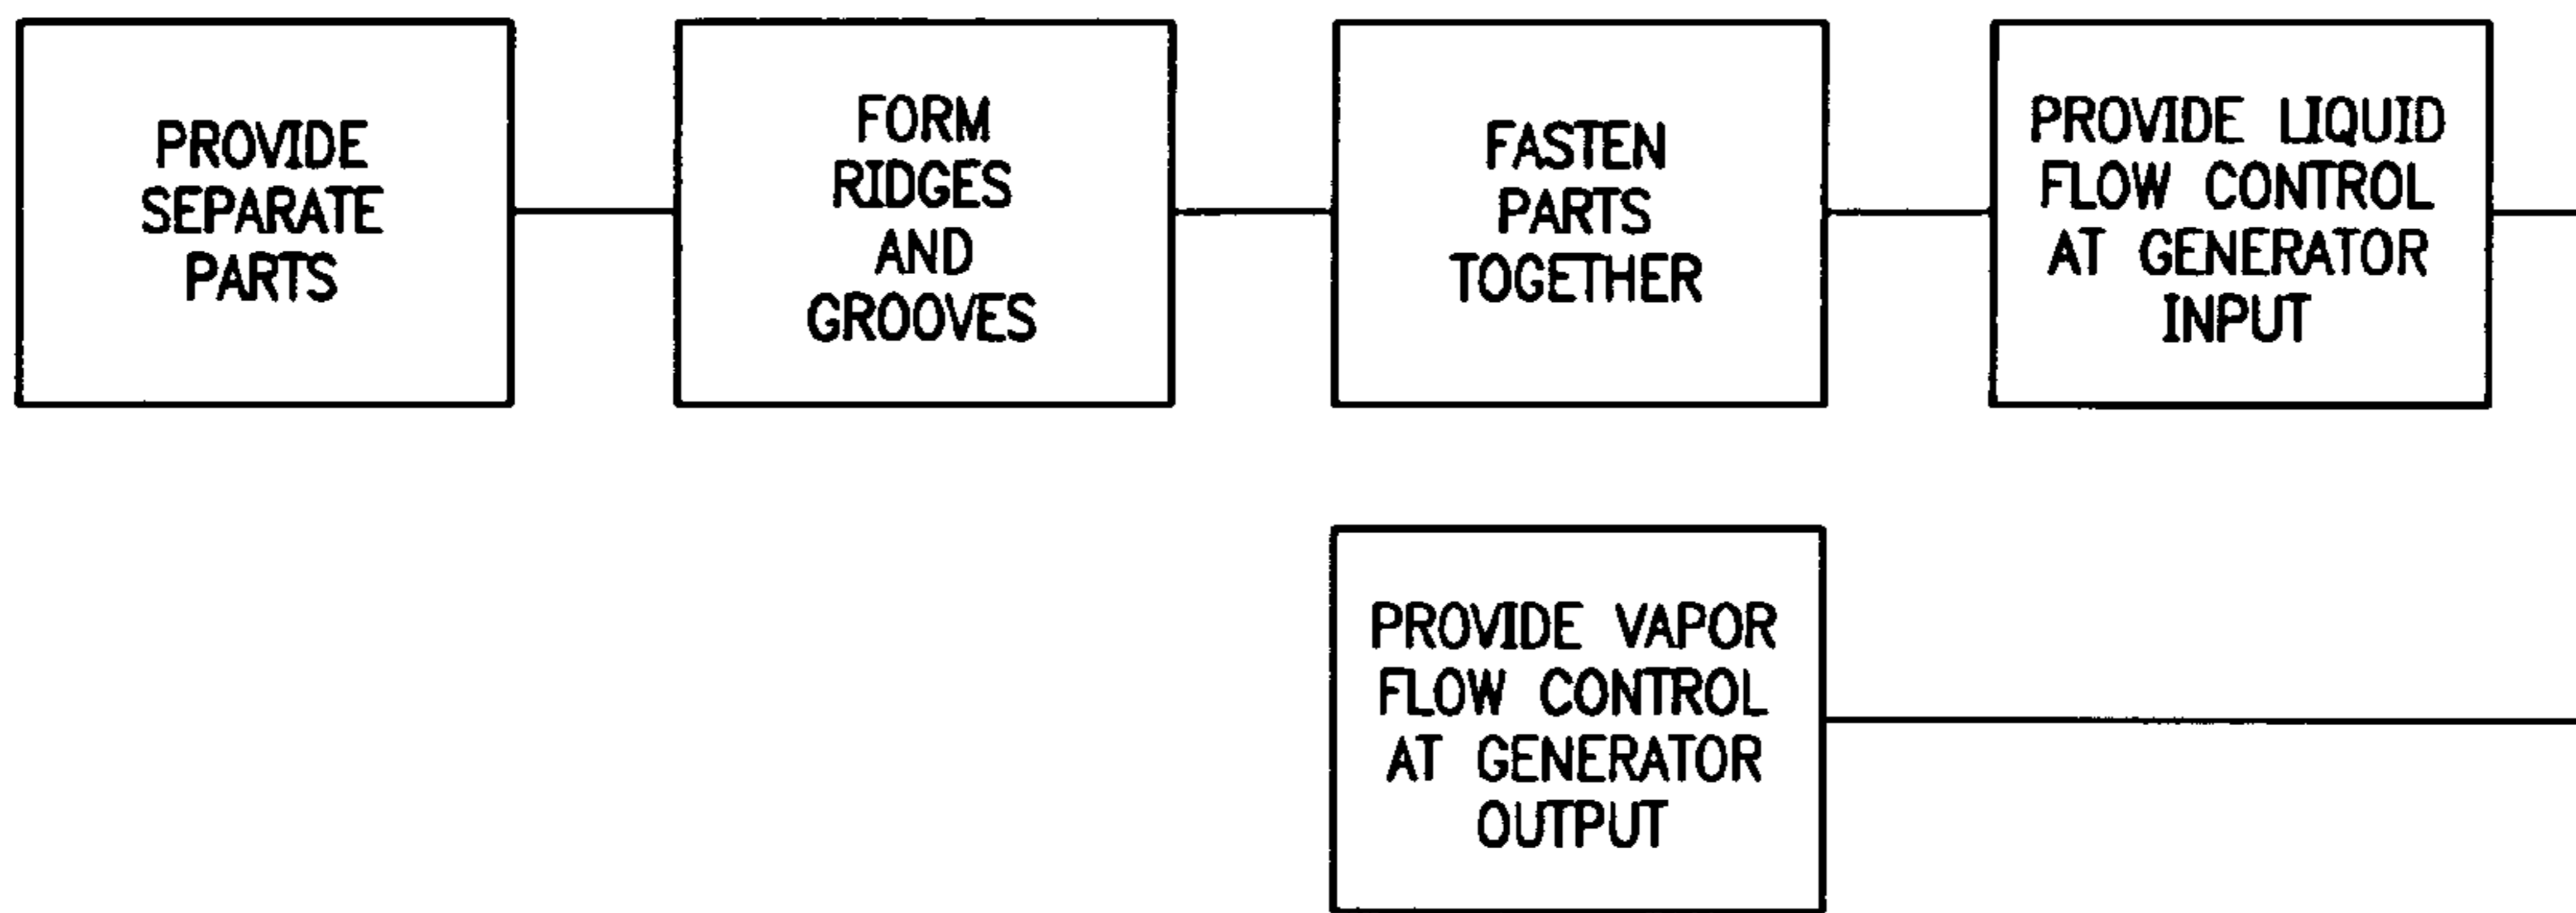 PROVIDE
SEPARATE
PARTS
FORM
RIDGES
AND
GROOVES
FASTEN
PARTS
TOGETHER
PROVIDE LIQUID
FLOW CONTROL
AT GENERATOR
INPUT
PROVIDE VAPOR
FLOW CONTROL
AT GENERATOR
OUTPUT